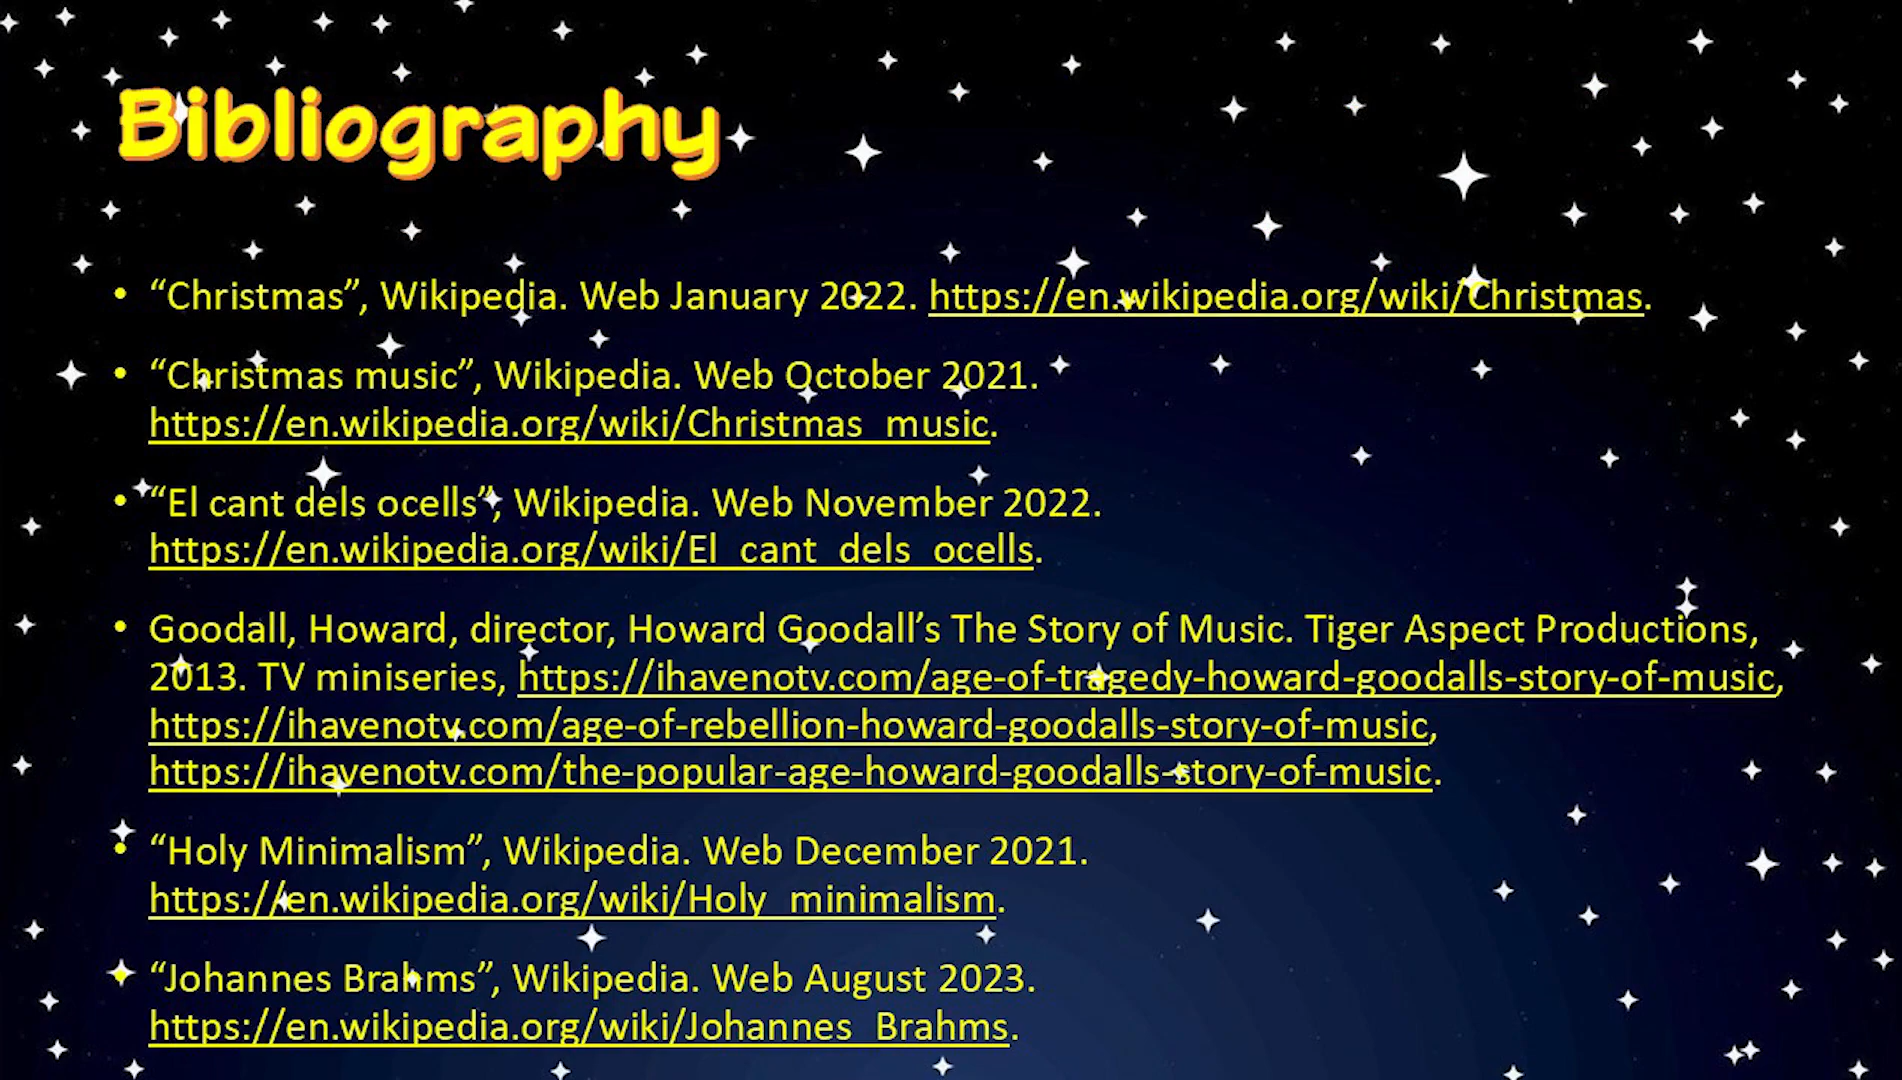 Bibliography
• “Christmas”, Wikipedia. Web January 2022. https://en.wikipedia.org/wiki/Christmas.
• “Christmas music”, Wikipedia. Web October 2021.
https://en.wikipedia.org/wiki/Christmas_music.
• “El cant dels ocells”, Wikipedia. Web November 2022.
https://en.wikipedia.org/wiki/El_cant_dels_ocells.
• Goodall, Howard, director, Howard Goodall’s The Story of Music. Tiger Aspect Productions,
2013. TV miniseries, https://ihavenotv.com/age-of-tragedy-howard-goodalls-story-of-music,
https://ihavenotv.com/age-of-rebellion-howard-goodalls-story-of-music,
https://ihavenotv.com/the-popular-age-howard-goodalls-story-of-music.
• “Holy Minimalism”, Wikipedia. Web December 2021.
https://en.wikipedia.org/wiki/Holy_minimalism.
• “Johannes Brahms”, Wikipedia. Web August 2023.
https://en.wikipedia.org/wiki/Johannes_Brahms.